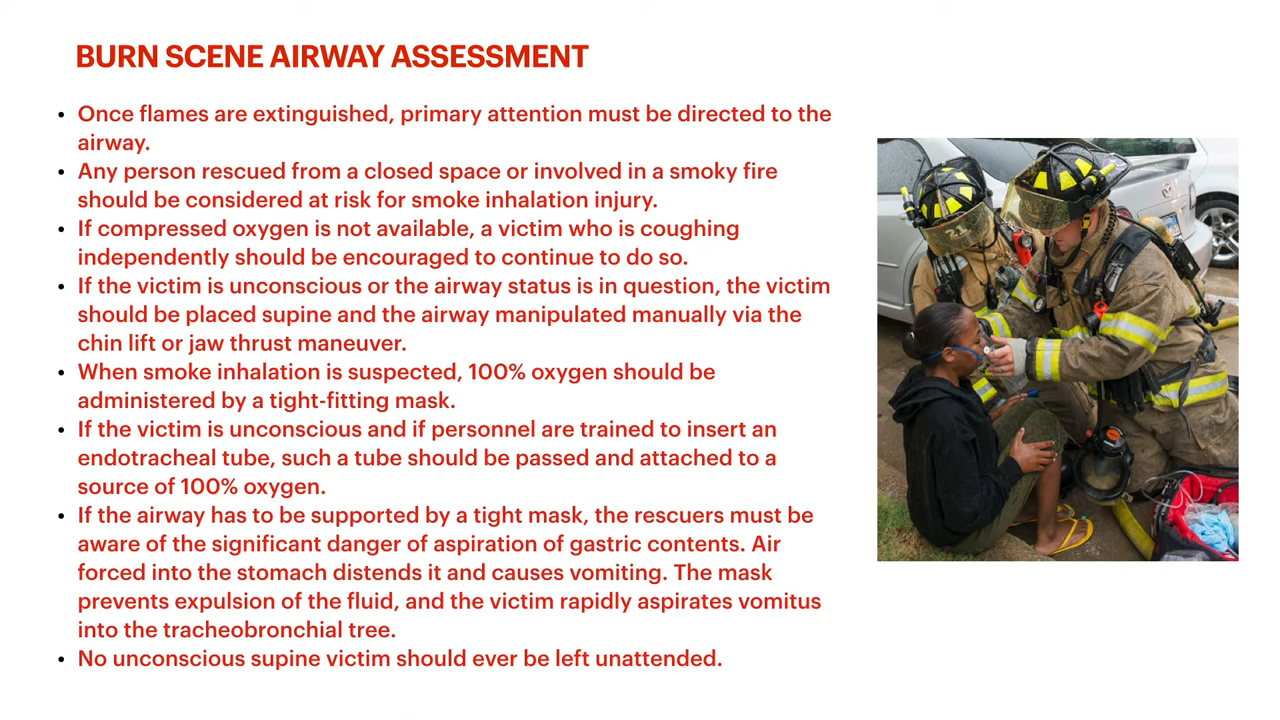 BURN SCENE AIRWAY ASSESSMENT
• Once flames are extinguished, primary attention must be directed to the
airway.
• Any person rescued from a closed space or involved in a smoky fire
should be considered at risk for smoke inhalation injury.
• If compressed oxygen is not available, a victim who is coughing
independently should be encouraged to continue to do so.
• If the victim is unconscious or the airway status is in question, the victim
should be placed supine and the airway manipulated manually via the
chin lift or jaw thrust maneuver.
• When smoke inhalation is suspected, 100% oxygen should be
administered by a tight-fitting mask.
• If the victim is unconscious and if personnel are trained to insert an
endotracheal tube, such a tube should be passed and attached to a
source of 100% oxygen.
• If the airway has to be supported by a tight mask, the rescuers must be
aware of the significant danger of aspiration of gastric contents. Air
forced into the stomach distends it and causes vomiting. The mask
prevents expulsion of the fluid, and the victim rapidly aspirates vomitus
into the tracheobronchial tree.
• No unconscious supine victim should ever be left unattended.